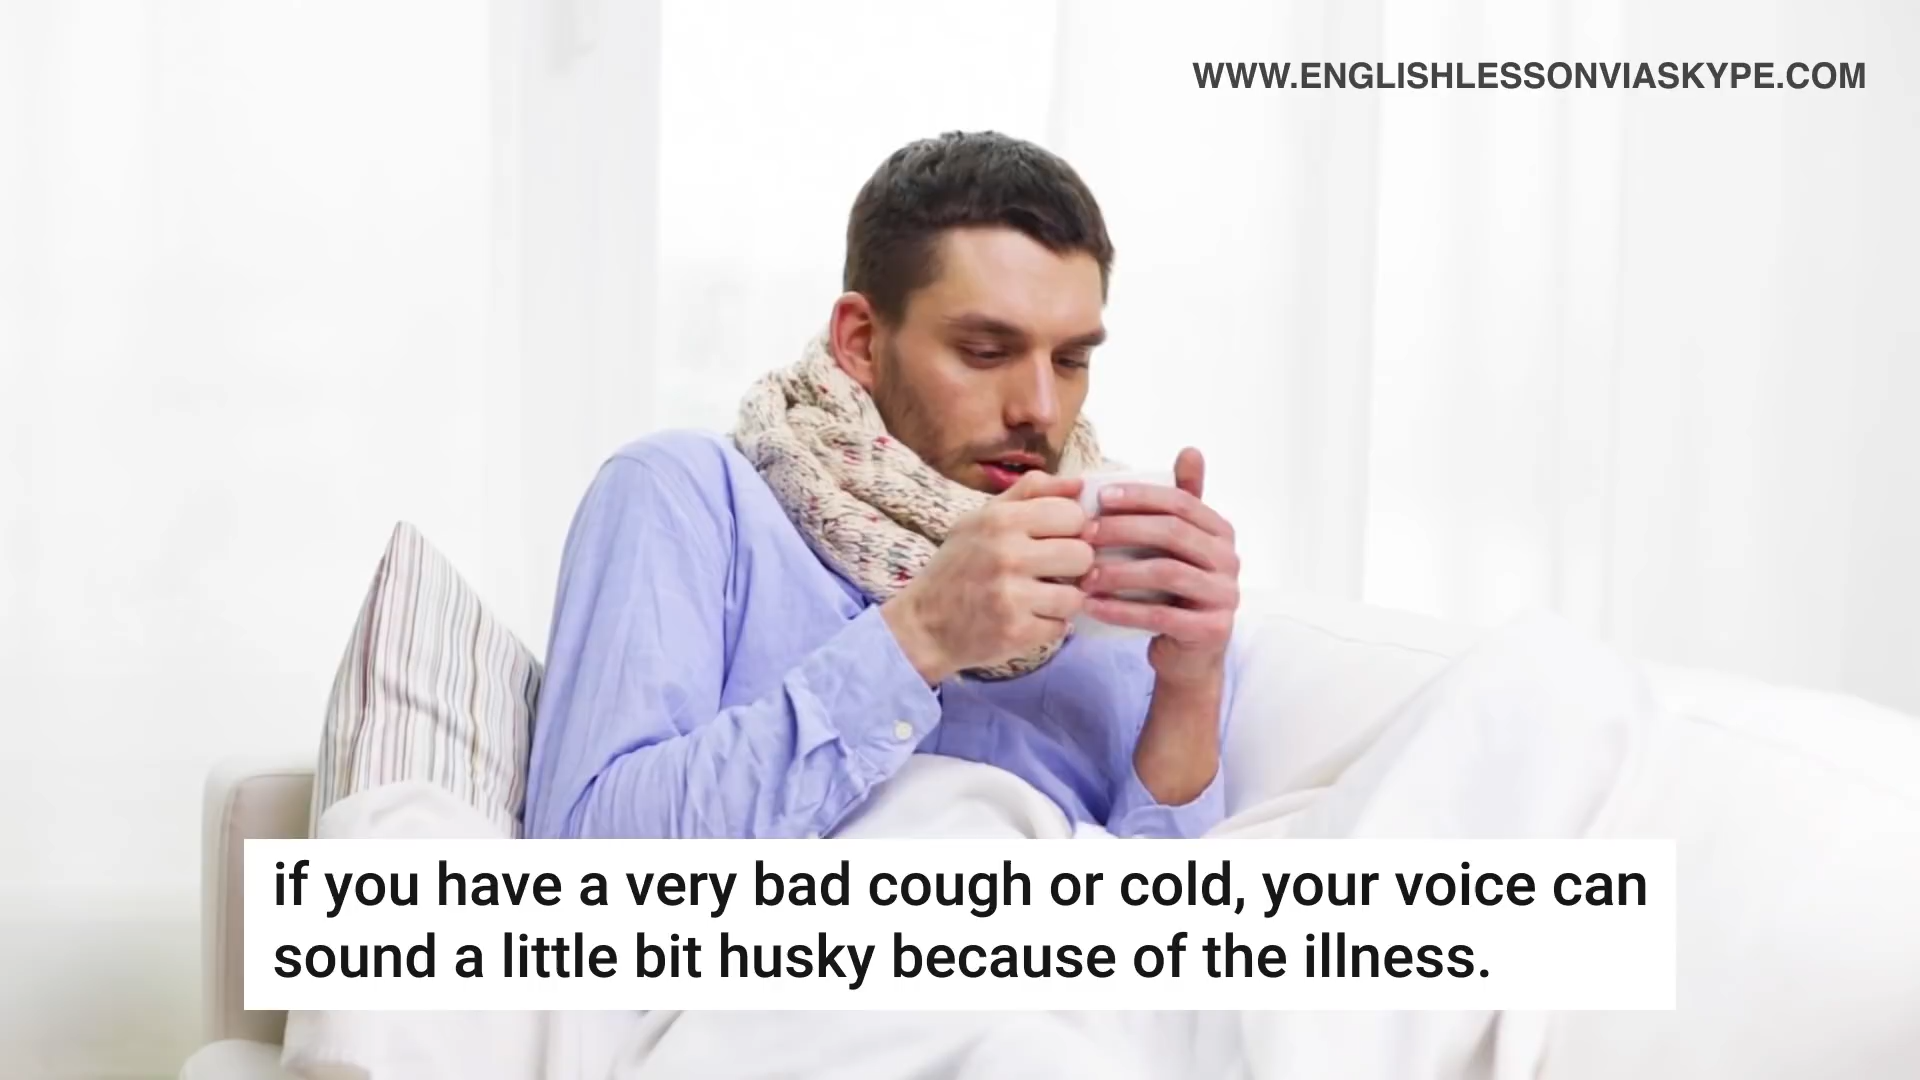 WWW.ENGLISHLESSONVIASKYPE.COM
if you have a very bad cough or cold, your voice can
sound a little bit husky because of the illness.